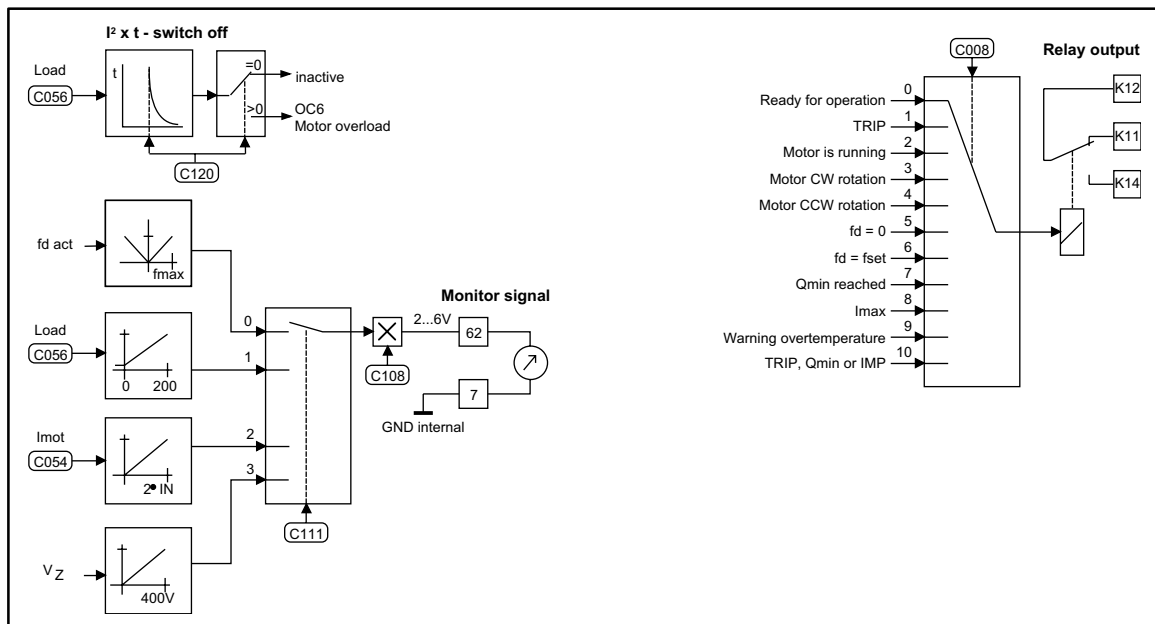 I² x t - switch off
Load
C056
t
=0
>0
inactive
OC6
Motor overload
C120
fd act
fmax
Load
C056
0 200
Imot
C054
2• IN
VZ
400V
0
1
2
3
C111
Monitor signal
C108
2...6V
62
7
GND internal
C008
Relay output
Ready for operation 0
TRIP 1
Motor is running 2
Motor CW rotation 3
Motor CCW rotation 4
fd = 0 5
fd = fset 6
Qmin reached 7
Imax 8
Warning overtemperature 9
TRIP, Qmin or IMP 10
K12
K11
K14